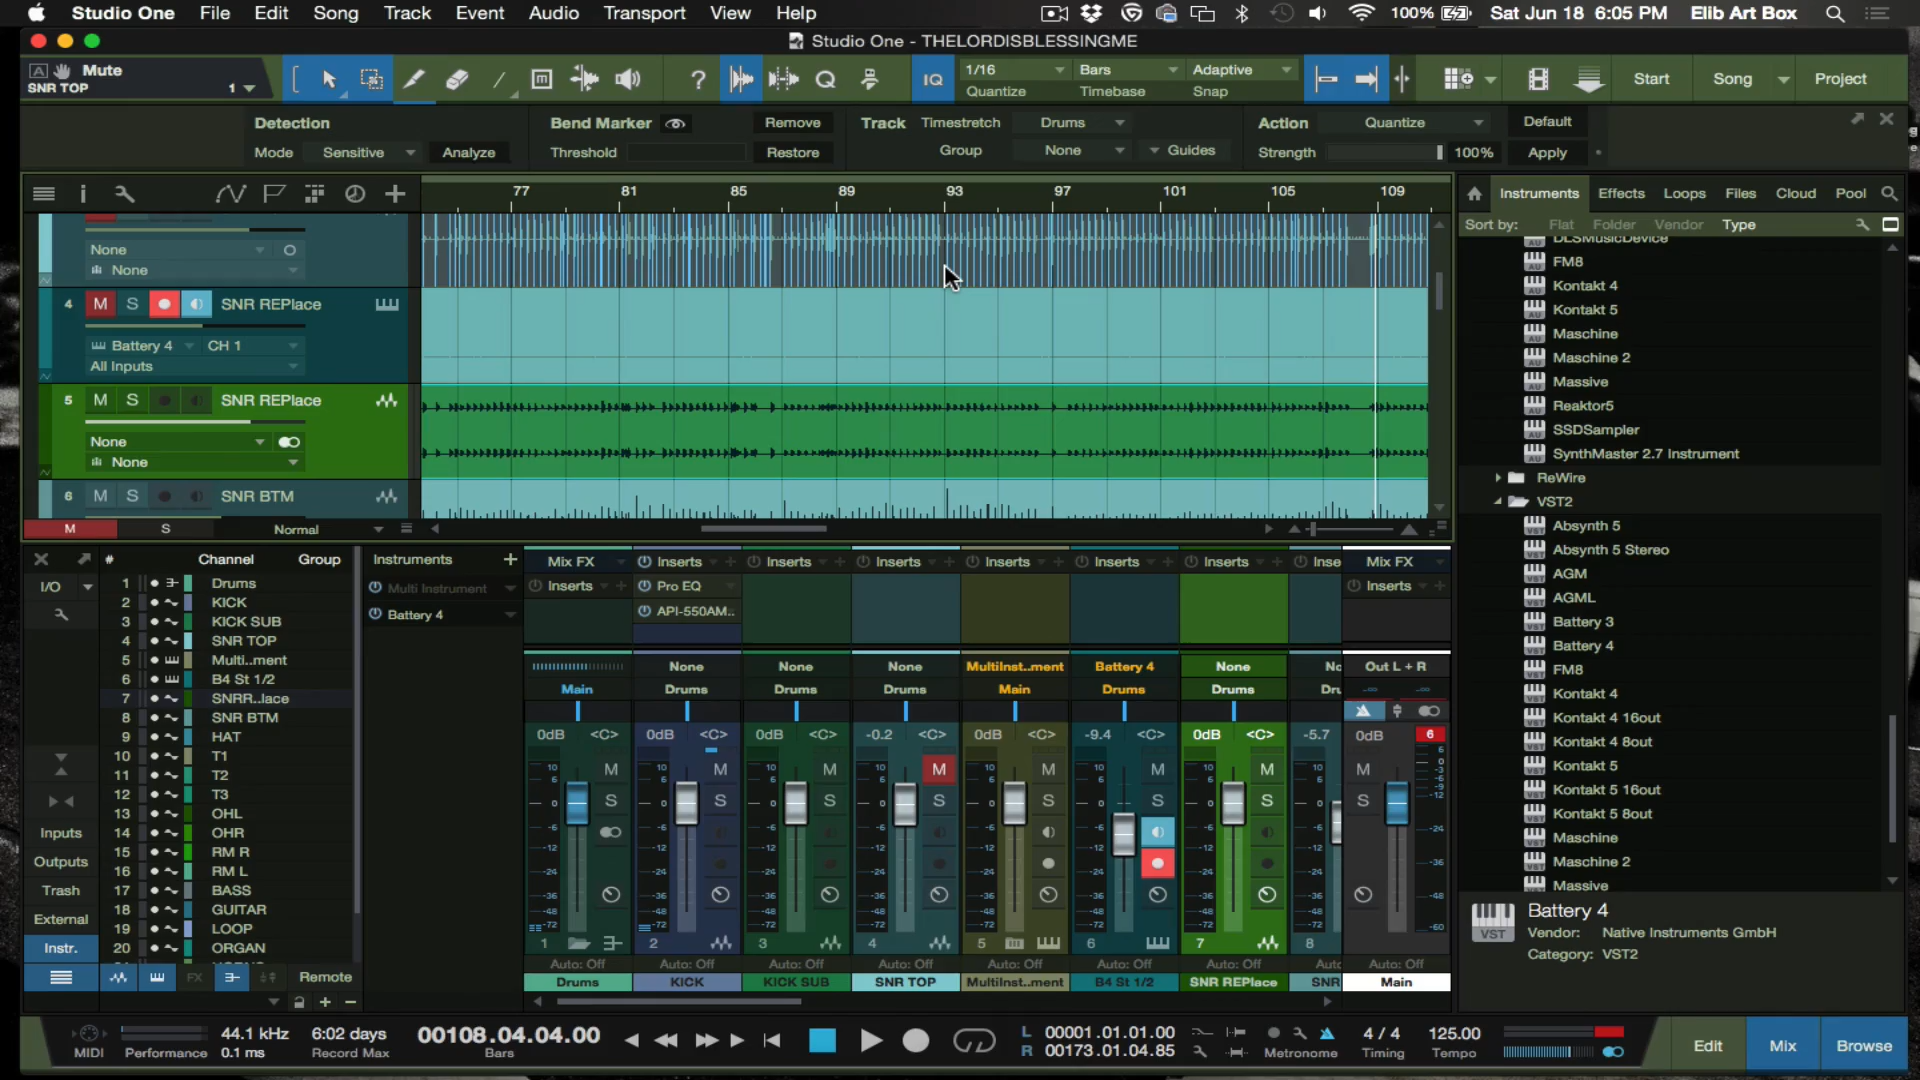 Studio One File Edit Song Track Event Audio Transport View Help 100% Sat Jun 18 6:05 PM Elib Art Box
Studio One - THELORDISBLESSINGME
A Mute
SNR TOP 1
? IQ 1/16 Bars Adaptive Start Song Project
Quantize Timebase Snap
Detection Bend Marker Remove Track Timestretch Drums Action Quantize Default
Mode Sensitive Analyze Threshold Restore Group None Guides Strength 100% Apply
77 81 85 89 93 97 101 105 109
Instruments Effects Loops Files Cloud Pool
Sort by: Flat Folder Vendor Type
None
None
4 M S SNR REPlace
Battery 4 CH 1
All Inputs
5 M S SNR REPlace
None
None
6 M S SNR BTM
M S Normal
DLSMusicDevice
FM8
Kontakt 4
Kontakt 5
Maschine
Maschine 2
Massive
Reaktor5
SSDSampler
SynthMaster 2.7 Instrument
ReWire
VST2
Absynth 5
Absynth 5 Stereo
AGM
AGML
Battery 3
Battery 4
FM8
Kontakt 4
Kontakt 4 16out
Kontakt 4 8out
Kontakt 5
Kontakt 5 16out
Kontakt 5 8out
Maschine
Maschine 2
Massive
Battery 4
Vendor: Native Instruments GmbH
Category: VST2
# Channel Group
I/O
1 Drums
2 KICK
3 KICK SUB
4 SNR TOP
5 Multi..ment
6 B4 St 1/2
7 SNRR..lace
8 SNR BTM
9 HAT
10 T1
11 T2
12 T3
13 OHL
14 OHR
15 RM R
16 RM L
17 BASS
18 GUITAR
19 LOOP
20 ORGAN
Inputs
Outputs
Trash
External
Instr.
FX Remote
Instruments +
Multi Instrument
Battery 4
Mix FX Inserts Inserts Inserts Inserts Inserts Inserts Inse Mix FX
Inserts Pro EQ Inserts
API-550AM..
None None None MultiInst..ment Battery 4 None Nc Out L + R
Main Drums Drums Drums Main Drums Drums Dru
0dB <C> 0dB <C> 0dB <C> -0.2 <C> 0dB <C> -9.4 <C> 0dB <C> -5.7 0dB 6
1 2 3 4 5 6 7 8
Auto: Off Auto: Off Auto: Off Auto: Off Auto: Off Auto: Off Auto: Off Autc Auto: Off
Drums KICK KICK SUB SNR TOP MultiInst..ment B4 St 1/2 SNR REPlace SNR Main
MIDI Performance
44.1 kHz 6:02 days 00108.04.04.00 L 00001.01.01.00 4 / 4 125.00
0.1 ms Record Max Bars R 00173.01.04.85 Metronome Timing Tempo
Edit Mix Browse